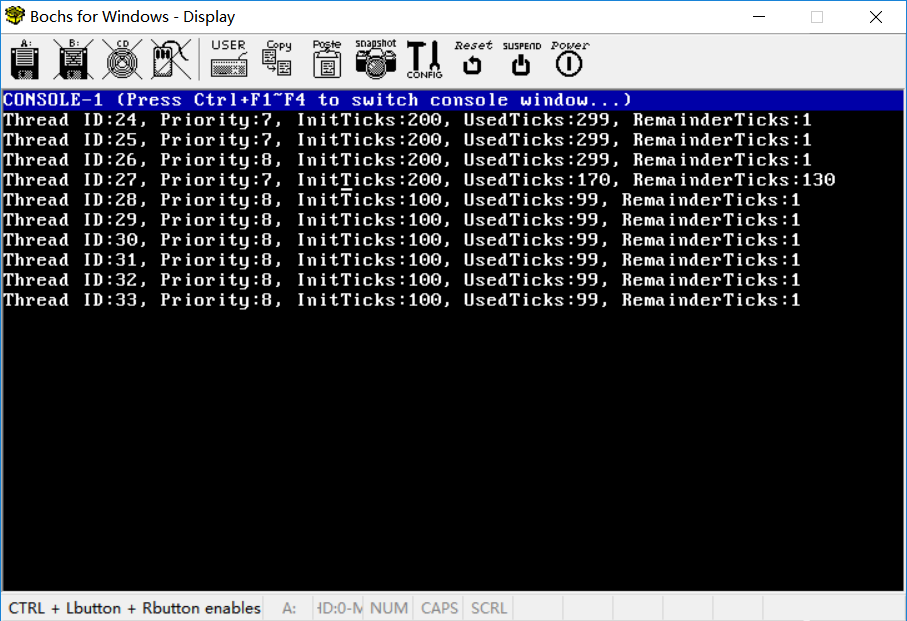 Bochs for Windows - Display
A: B: CD USER Copy Paste snapshot CONFIG Reset SUSPEND Power
CONSOLE-1 (Press Ctrl+F1~F4 to switch console window...)
Thread ID:24, Priority:7, InitTicks:200, UsedTicks:299, RemainderTicks:1
Thread ID:25, Priority:7, InitTicks:200, UsedTicks:299, RemainderTicks:1
Thread ID:26, Priority:8, InitTicks:200, UsedTicks:299, RemainderTicks:1
Thread ID:27, Priority:7, InitTicks:200, UsedTicks:170, RemainderTicks:130
Thread ID:28, Priority:8, InitTicks:100, UsedTicks:99, RemainderTicks:1
Thread ID:29, Priority:8, InitTicks:100, UsedTicks:99, RemainderTicks:1
Thread ID:30, Priority:8, InitTicks:100, UsedTicks:99, RemainderTicks:1
Thread ID:31, Priority:8, InitTicks:100, UsedTicks:99, RemainderTicks:1
Thread ID:32, Priority:8, InitTicks:100, UsedTicks:99, RemainderTicks:1
Thread ID:33, Priority:8, InitTicks:100, UsedTicks:99, RemainderTicks:1
CTRL + Lbutton + Rbutton enables A: HD:0-M NUM CAPS SCRL